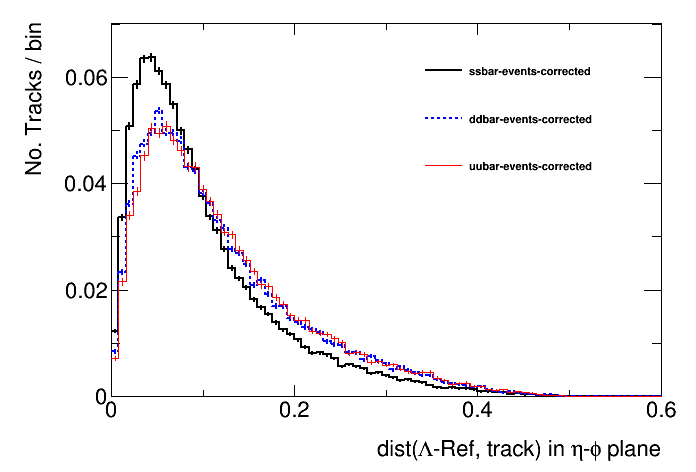 No. Tracks / bin
0.06
0.04
0.02
0
ssbar-events-corrected
ddbar-events-corrected
uubar-events-corrected
0 0.2 0.4 0.6
dist(Λ-Ref, track) in η-ϕ plane